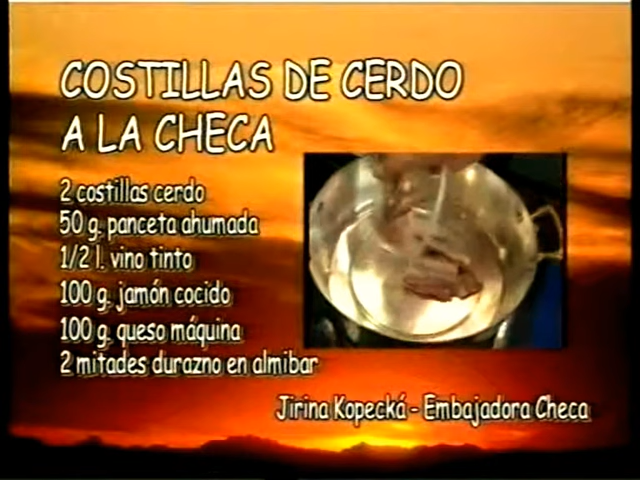 COSTILLAS DE CERDO
A LA CHECA
2 costillas cerdo
50 g. panceta ahumada
1/2 l. vino tinto
100 g. jamón cocido
100 g. queso máquina
2 mitades durazno en almibar
Jirina Kopecká - Embajadora Checa